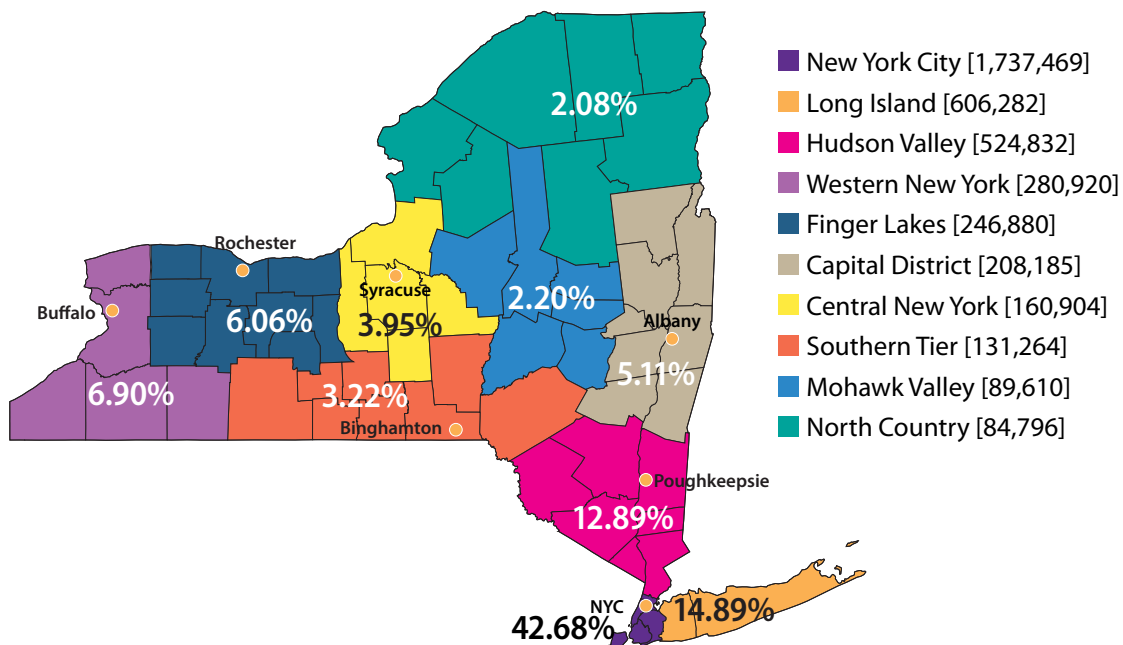 2.08%
New York City [1,737,469]
Long Island [606,282]
Hudson Valley [524,832]
Western New York [280,920]
Finger Lakes [246,880]
Capital District [208,185]
Central New York [160,904]
Southern Tier [131,264]
Mohawk Valley [89,610]
North Country [84,796]
Rochester
Buffalo
6.06%
Syracuse
3.95%
2.20%
Albany
5.11%
6.90%
3.22%
Binghamton
Poughkeepsie
12.89%
NYC
42.68%
14.89%